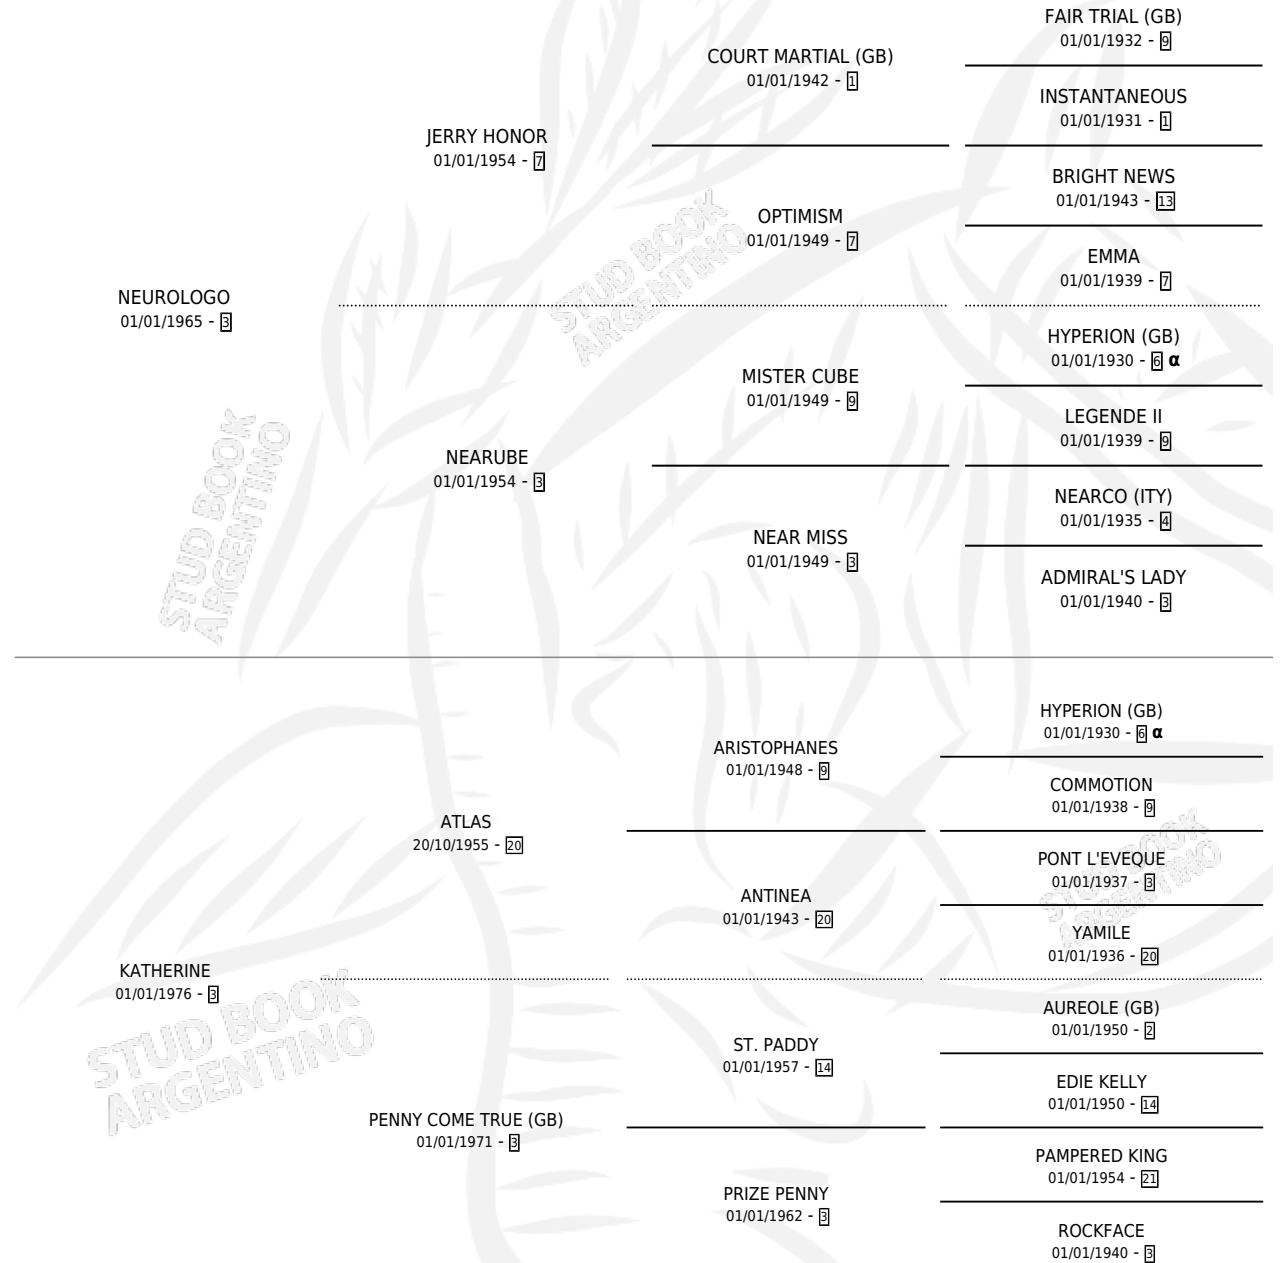 FAIR TRIAL (GB)
01/01/1932 - 9
COURT MARTIAL (GB)
01/01/1942 - 1
INSTANTANEOUS
01/01/1931 - 1
JERRY HONOR
01/01/1954 - 7
BRIGHT NEWS
01/01/1943 - 13
OPTIMISM
01/01/1949 - 7
EMMA
01/01/1939 - 7
NEUROLOGO
01/01/1965 - 3
HYPERION (GB)
01/01/1930 - 6 α
MISTER CUBE
01/01/1949 - 9
LEGENDE II
01/01/1939 - 9
NEARUBE
01/01/1954 - 3
NEARCO (ITY)
01/01/1935 - 4
NEAR MISS
01/01/1949 - 3
ADMIRAL'S LADY
01/01/1940 - 3
HYPERION (GB)
01/01/1930 - 6 α
ARISTOPHANES
01/01/1948 - 9
COMMOTION
01/01/1938 - 9
ATLAS
20/10/1955 - 20
PONT L'EVEQUE
01/01/1937 - 3
ANTINEA
01/01/1943 - 20
YAMILE
01/01/1936 - 20
KATHERINE
01/01/1976 - 3
AUREOLE (GB)
01/01/1950 - 2
ST. PADDY
01/01/1957 - 14
EDIE KELLY
01/01/1950 - 14
PENNY COME TRUE (GB)
01/01/1971 - 3
PAMPERED KING
01/01/1954 - 21
PRIZE PENNY
01/01/1962 - 3
ROCKFACE
01/01/1940 - 3
STUD BOOK
ARGENTINO
STUD BOOK
ARGENTINO
STUD BOOK
ARGENTINO
STUD BOOK
ARGENTINO